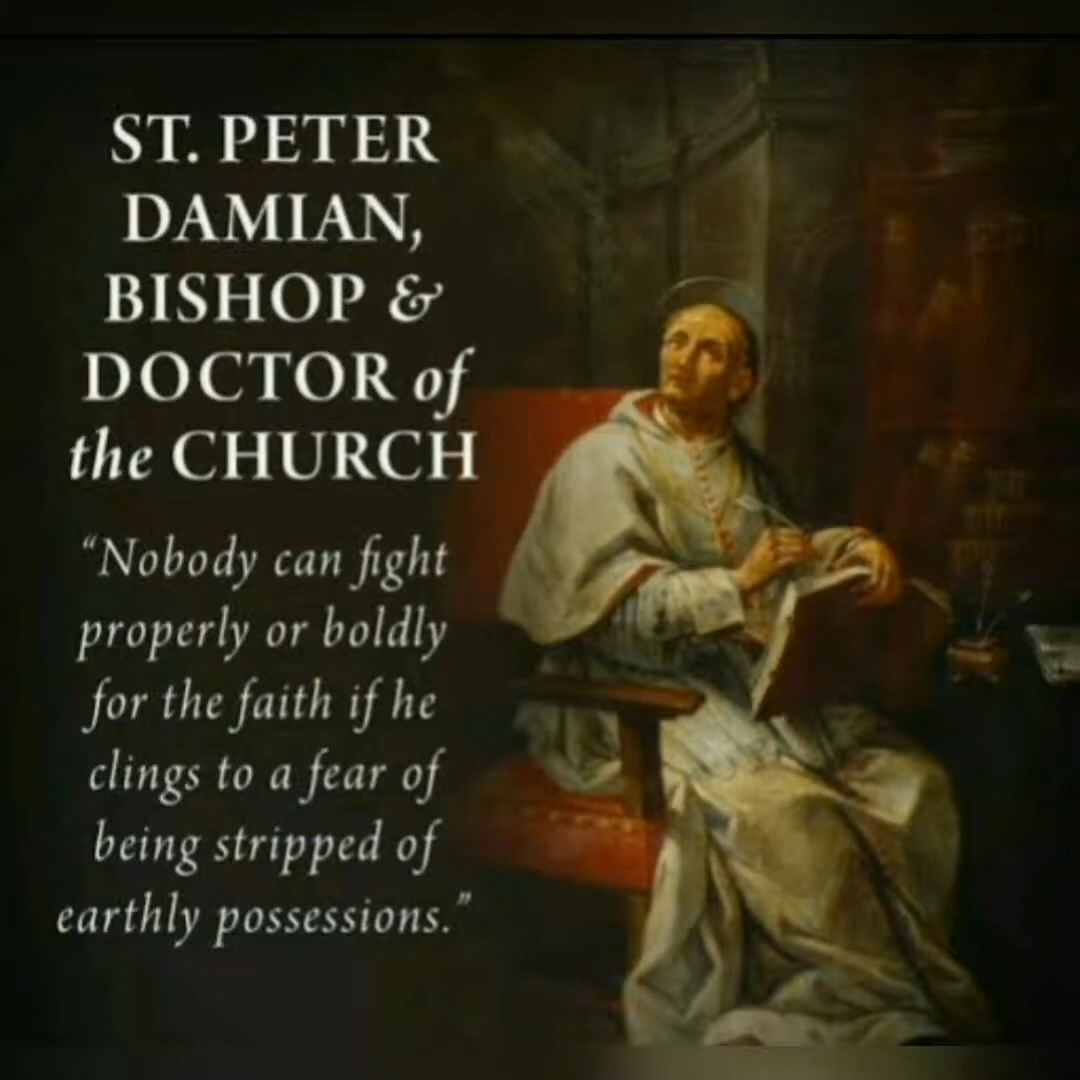 ST. PETER
DAMIAN,
BISHOP &
DOCTOR of
the CHURCH
“Nobody can fight
properly or boldly
for the faith if he
clings to a fear of
being stripped of
earthly possessions.”